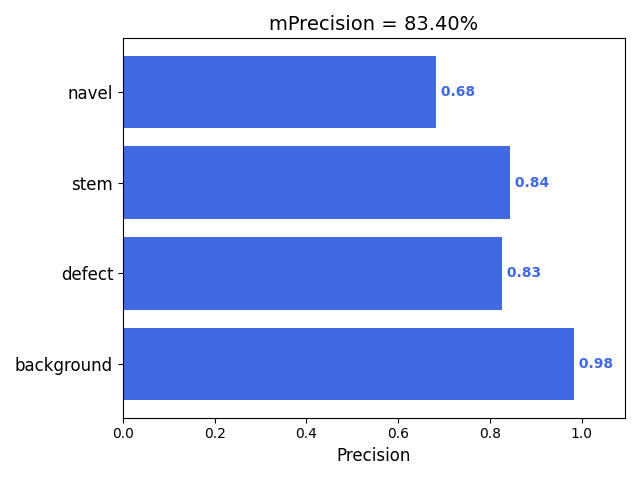 mPrecision = 83.40%
navel 0.68
stem 0.84
defect 0.83
background 0.98
0.0 0.2 0.4 0.6 0.8 1.0
Precision